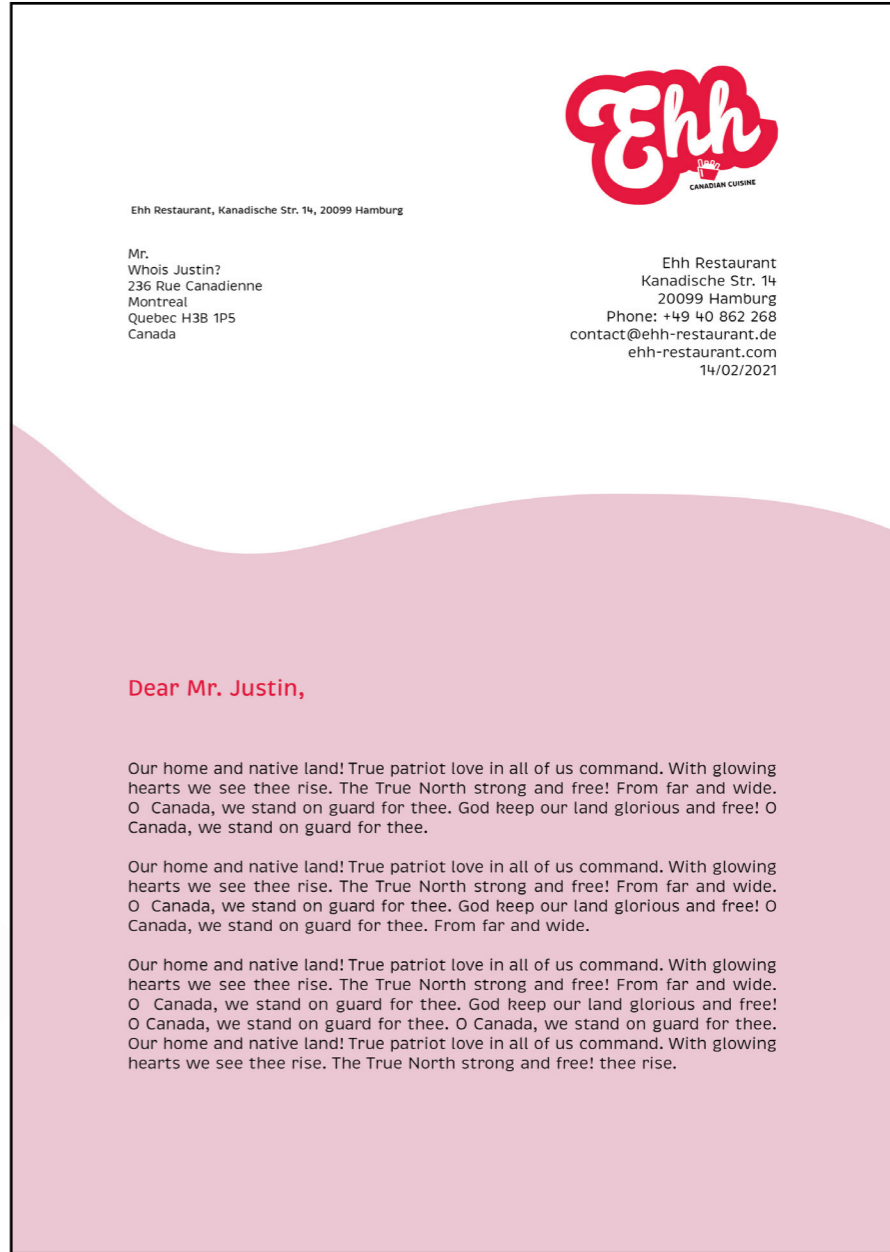 Ehh
CANADIAN CUISINE
Ehh Restaurant, Kanadische Str. 14, 20099 Hamburg
Mr.
Whois Justin?
236 Rue Canadienne
Montreal
Quebec H3B 1P5
Canada
Ehh Restaurant
Kanadische Str. 14
20099 Hamburg
Phone: +49 40 862 268
contact@ehh-restaurant.de
ehh-restaurant.com
14/02/2021
Dear Mr. Justin,
Our home and native land! True patriot love in all of us command. With glowing
hearts we see thee rise. The True North strong and free! From far and wide.
O  Canada, we stand on guard for thee. God keep our land glorious and free! O
Canada, we stand on guard for thee.
Our home and native land! True patriot love in all of us command. With glowing
hearts we see thee rise. The True North strong and free! From far and wide.
O  Canada, we stand on guard for thee. God keep our land glorious and free! O
Canada, we stand on guard for thee. From far and wide.
Our home and native land! True patriot love in all of us command. With glowing
hearts we see thee rise. The True North strong and free! From far and wide.
O  Canada, we stand on guard for thee. God keep our land glorious and free!
O Canada, we stand on guard for thee. O Canada, we stand on guard for thee.
Our home and native land! True patriot love in all of us command. With glowing
hearts we see thee rise. The True North strong and free! thee rise.